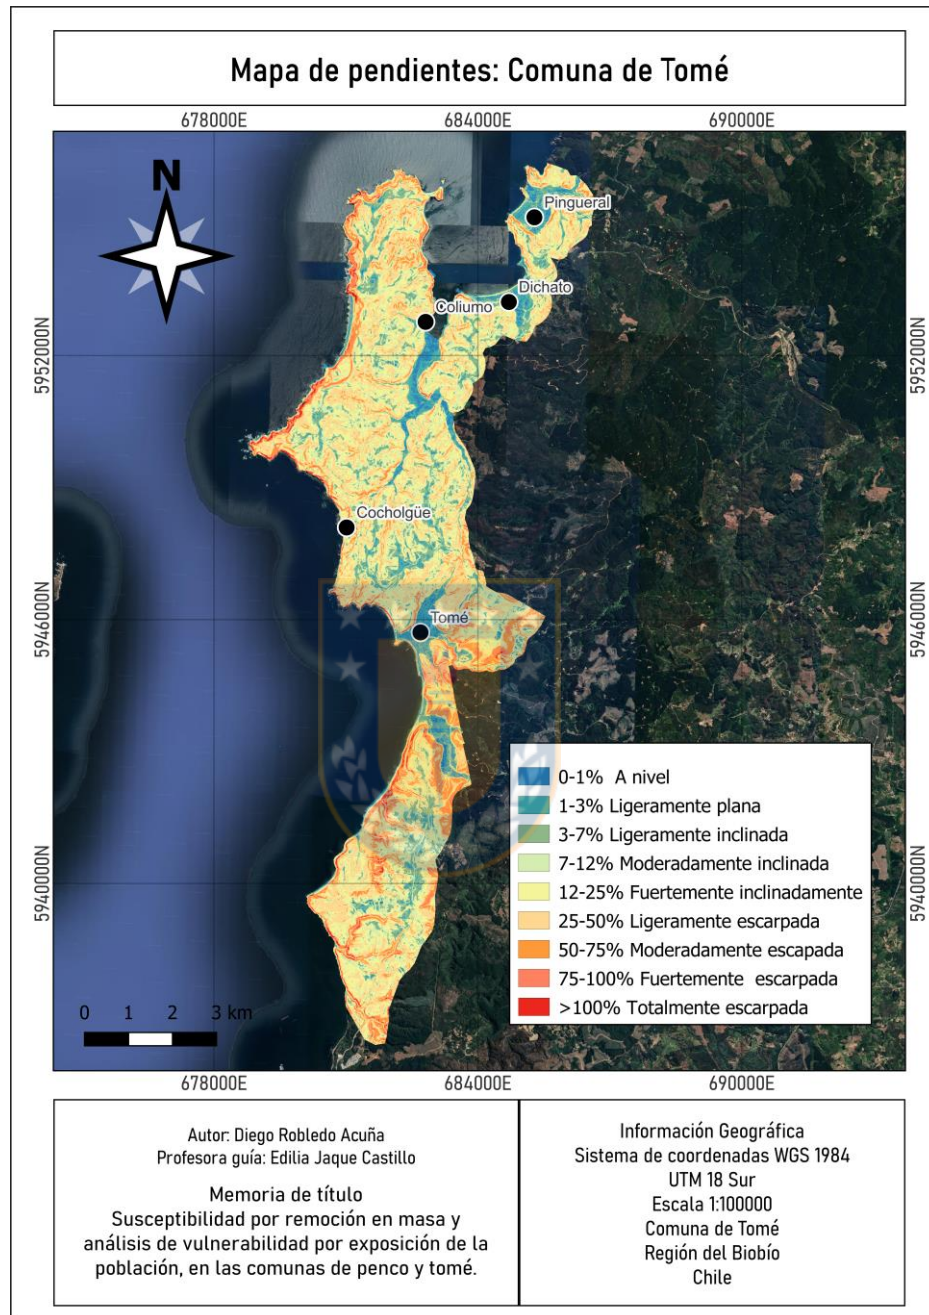 Mapa de pendientes: Comuna de Tomé
678000E
684000E
690000E
N
Pingueral
Dichato
Coliumo
5952000N
5952000N
Cocholgüe
Tomé
5946000N
5946000N
0-1% A nivel
1-3% Ligeramente plana
3-7% Ligeramente inclinada
7-12% Moderadamente inclinada
12-25% Fuertemente inclinadamente
25-50% Ligeramente escarpada
50-75% Moderadamente escapada
75-100% Fuertemente escarpada
>100% Totalmente escarpada
5940000N
5940000N
0 1 2 3 km
678000E
684000E
690000E
Autor: Diego Robledo Acuña
Profesora guía: Edilia Jaque Castillo
Memoria de título
Susceptibilidad por remoción en masa y
análisis de vulnerabilidad por exposición de la
población, en las comunas de penco y tomé.
Información Geográfica
Sistema de coordenadas WGS 1984
UTM 18 Sur
Escala 1:100000
Comuna de Tomé
Región del Biobío
Chile